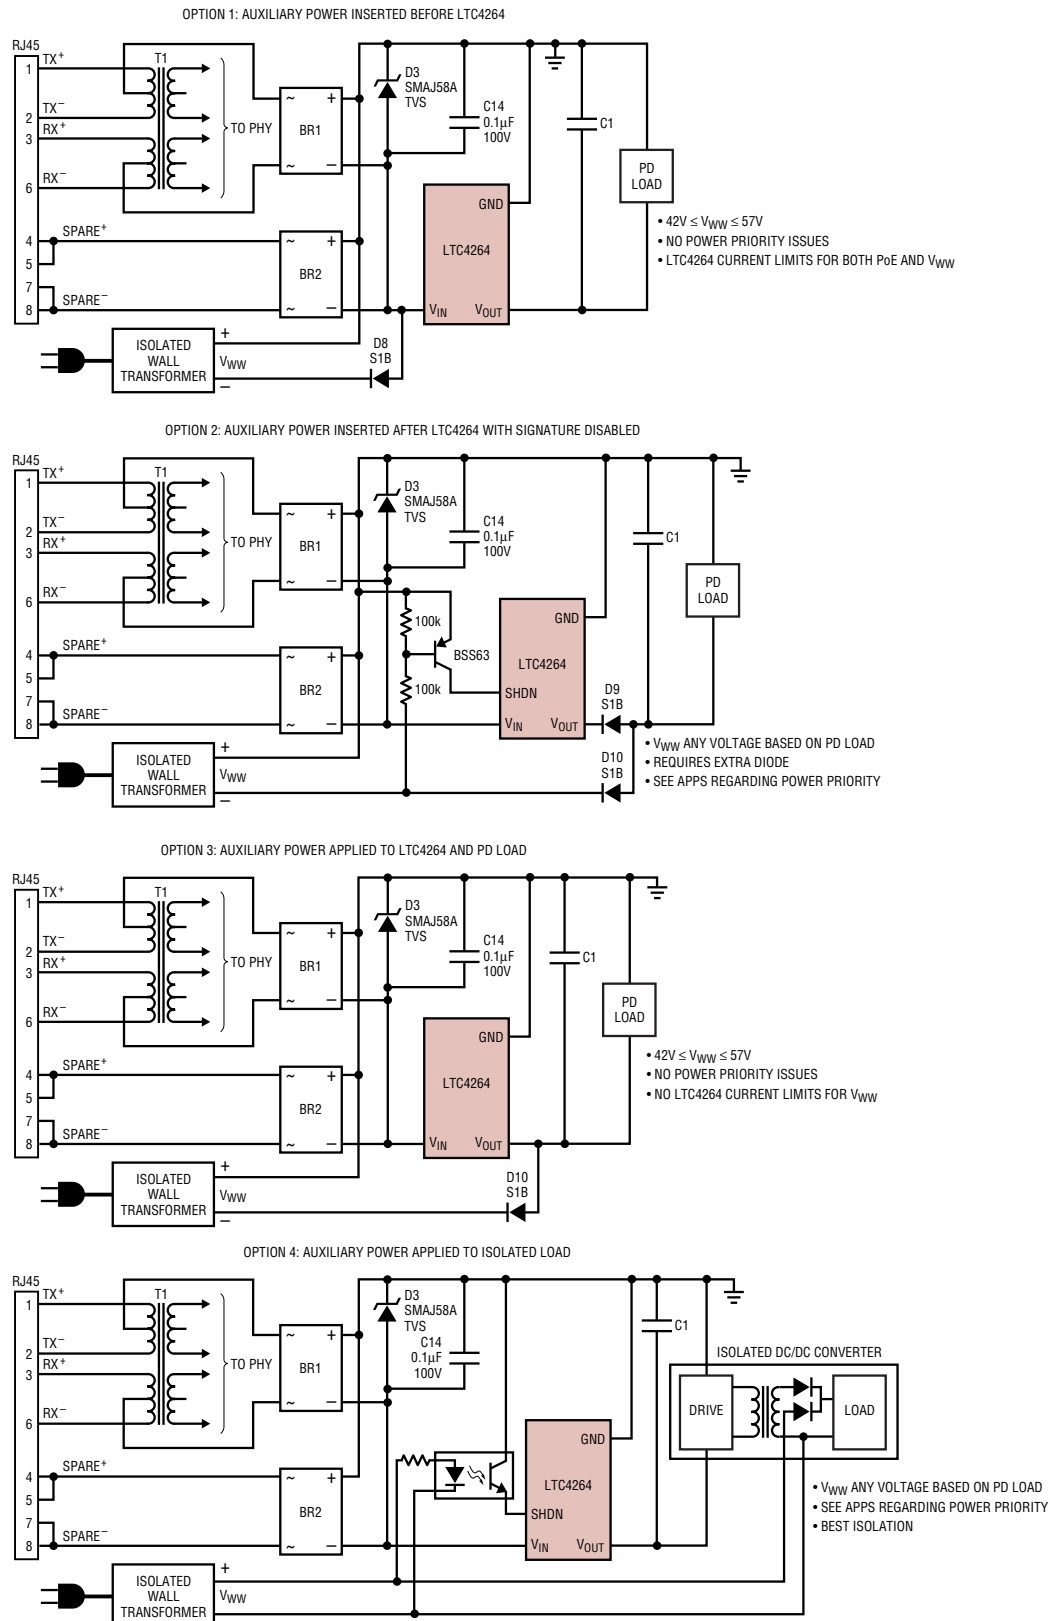 OPTION 1: AUXILIARY POWER INSERTED BEFORE LTC4264
RJ45
1
TX+
T1
TX−
2
RX+
3
TO PHY
RX−
6
~ +
BR1
~ −
D3
SMAJ58A
TVS
C14
0.1µF
100V
C1
PD
LOAD
GND
LTC4264
VIN VOUT
• 42V ≤ VWW ≤ 57V
• NO POWER PRIORITY ISSUES
• LTC4264 CURRENT LIMITS FOR BOTH PoE AND VWW
SPARE+
4
5
7
SPARE−
8
~ +
BR2
~ −
ISOLATED
WALL
TRANSFORMER
+
VWW
−
D8
S1B
OPTION 2: AUXILIARY POWER INSERTED AFTER LTC4264 WITH SIGNATURE DISABLED
RJ45
1
TX+
T1
TX−
2
RX+
3
TO PHY
RX−
6
~ +
BR1
~ −
D3
SMAJ58A
TVS
C14
0.1µF
100V
C1
PD
LOAD
100k
BSS63
100k
GND
LTC4264
SHDN
VIN VOUT
D9
S1B
SPARE+
4
5
7
SPARE−
8
~ +
BR2
~ −
ISOLATED
WALL
TRANSFORMER
+
VWW
−
D10
S1B
• VWW ANY VOLTAGE BASED ON PD LOAD
• REQUIRES EXTRA DIODE
• SEE APPS REGARDING POWER PRIORITY
OPTION 3: AUXILIARY POWER APPLIED TO LTC4264 AND PD LOAD
RJ45
1
TX+
T1
TX−
2
RX+
3
TO PHY
RX−
6
~ +
BR1
~ −
D3
SMAJ58A
TVS
C14
0.1µF
100V
C1
PD
LOAD
GND
LTC4264
VIN VOUT
• 42V ≤ VWW ≤ 57V
• NO POWER PRIORITY ISSUES
• NO LTC4264 CURRENT LIMITS FOR VWW
SPARE+
4
5
7
SPARE−
8
~ +
BR2
~ −
ISOLATED
WALL
TRANSFORMER
+
VWW
−
D10
S1B
OPTION 4: AUXILIARY POWER APPLIED TO ISOLATED LOAD
RJ45
1
TX+
T1
TX−
2
RX+
3
TO PHY
RX−
6
~ +
BR1
~ −
D3
SMAJ58A
TVS
C14
0.1µF
100V
C1
ISOLATED DC/DC CONVERTER
DRIVE
LOAD
GND
LTC4264
SHDN
VIN VOUT
SPARE+
4
5
7
SPARE−
8
~ +
BR2
~ −
ISOLATED
WALL
TRANSFORMER
+
VWW
• VWW ANY VOLTAGE BASED ON PD LOAD
• SEE APPS REGARDING POWER PRIORITY
• BEST ISOLATION